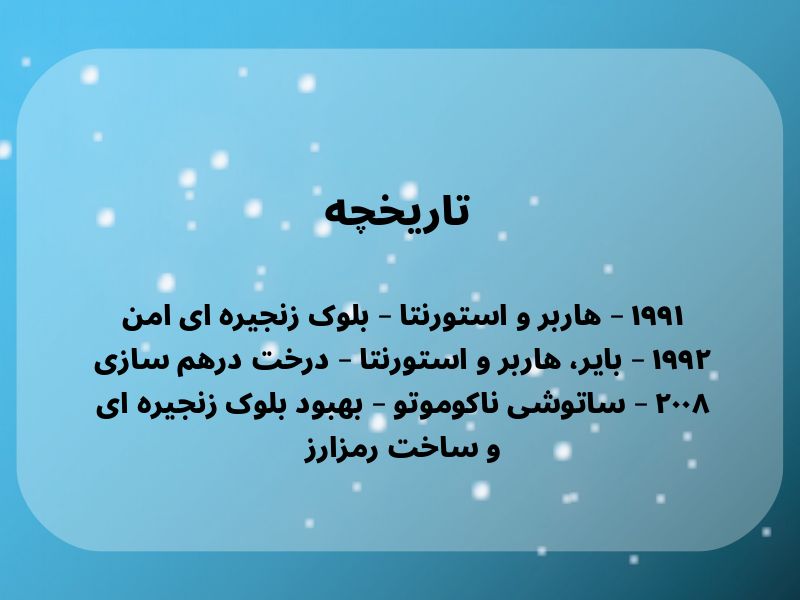 تاریخچه
۱۹۹۱ – هاربر و استورنتا – بلوک زنجیره ای امن
۱۹۹۲ – بایر، هاربر و استورنتا – درخت درهم سازی
۲۰۰۸ – ساتوشی ناکوموتو – بهبود بلوک زنجیره ای
و ساخت رمزارز